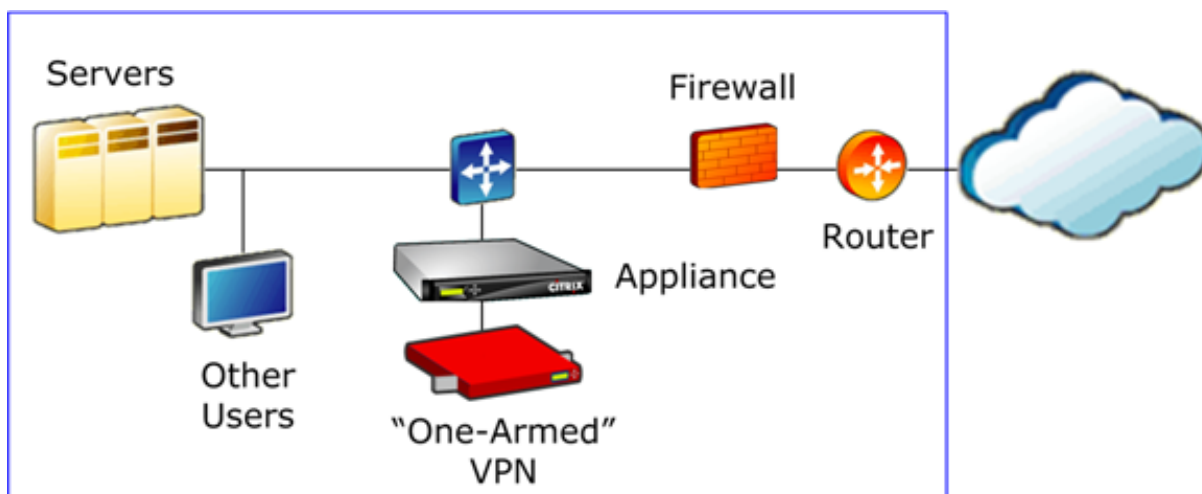 Servers
Firewall
Router
Appliance
CITRIX
Other
Users
“One-Armed”
VPN